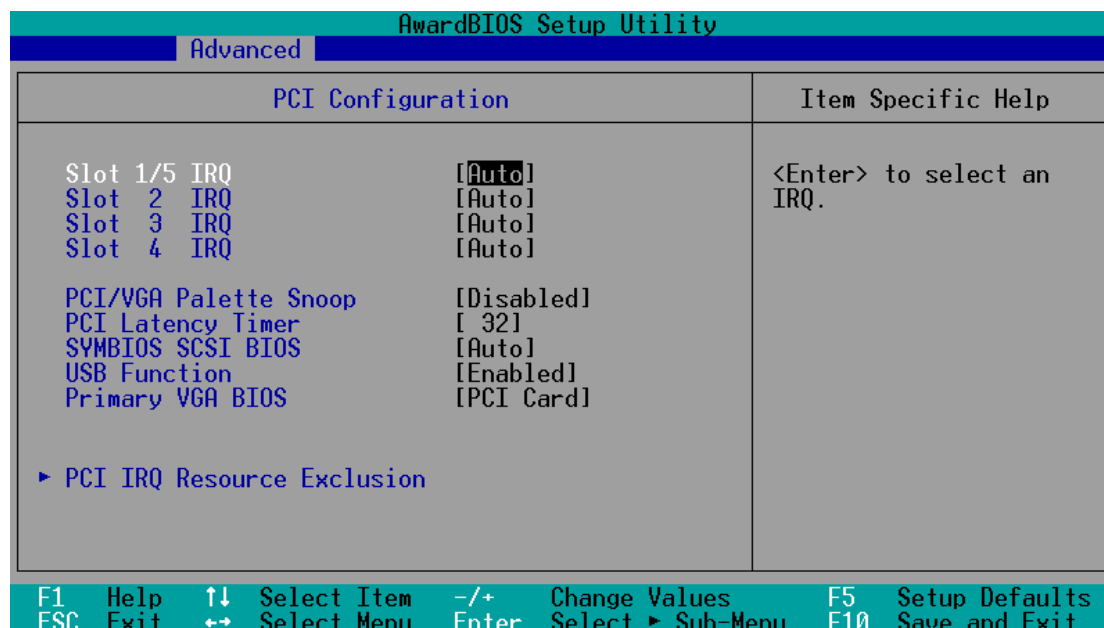 AwardBIOS Setup Utility
Advanced
PCI Configuration
Item Specific Help
Slot 1/5 IRQ [Auto]
Slot 2 IRQ [Auto]
Slot 3 IRQ [Auto]
Slot 4 IRQ [Auto]
PCI/VGA Palette Snoop [Disabled]
PCI Latency Timer [ 32]
SYMBIOS SCSI BIOS [Auto]
USB Function [Enabled]
Primary VGA BIOS [PCI Card]
► PCI IRQ Resource Exclusion
<Enter> to select an
IRQ.
F1 Help ↑↓ Select Item -/+ Change Values F5 Setup Defaults
ESC Exit ←→ Select Menu Enter Select ► Sub-Menu F10 Save and Exit